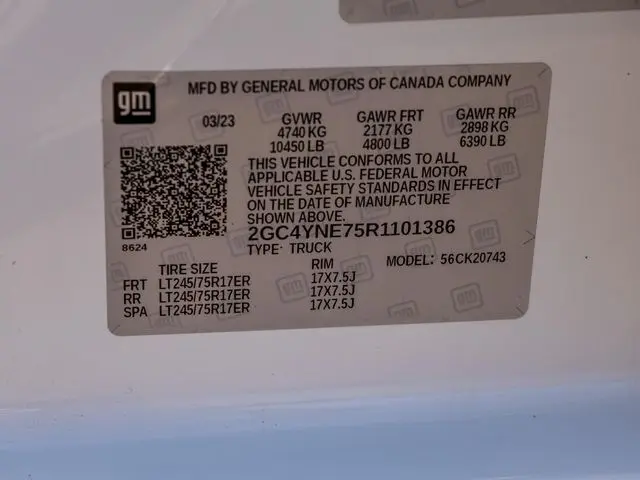 gm
MFD BY GENERAL MOTORS OF CANADA COMPANY
03/23 GVWR GAWR FRT GAWR RR
4740 KG 2177 KG 2898 KG
10450 LB 4800 LB 6390 LB
THIS VEHICLE CONFORMS TO ALL
APPLICABLE U.S. FEDERAL MOTOR
VEHICLE SAFETY STANDARDS IN EFFECT
ON THE DATE OF MANUFACTURE
SHOWN ABOVE.
8624 2GC4YNE75R1101386
TYPE: TRUCK
MODEL: 56CK20743
TIRE SIZE RIM
FRT LT245/75R17ER 17X7.5J
RR LT245/75R17ER 17X7.5J
SPA LT245/75R17ER 17X7.5J